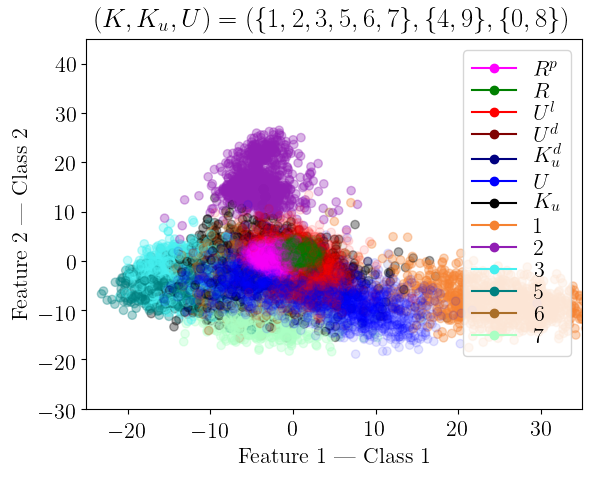 (K, K_u, U) = ({1, 2, 3, 5, 6, 7}, {4, 9}, {0, 8})
40
30
20
10
0
−10
−20
−30
−20
−10
0
10
20
30
Feature 2 — Class 2
Feature 1 — Class 1
R^p
R
U^l
U^d
K_u^d
U
K_u
1
2
3
5
6
7